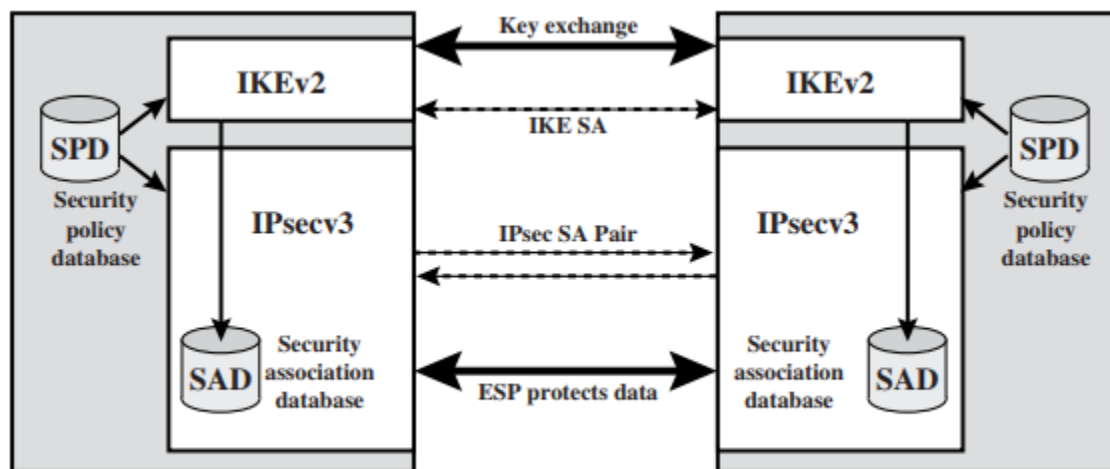 Key exchange
IKEv2
IKEv2
IKE SA
SPD
SPD
Security
policy
database
Security
policy
database
IPsecv3
IPsecv3
IPsec SA Pair
SAD
Security
association
database
Security
association
database
SAD
ESP protects data